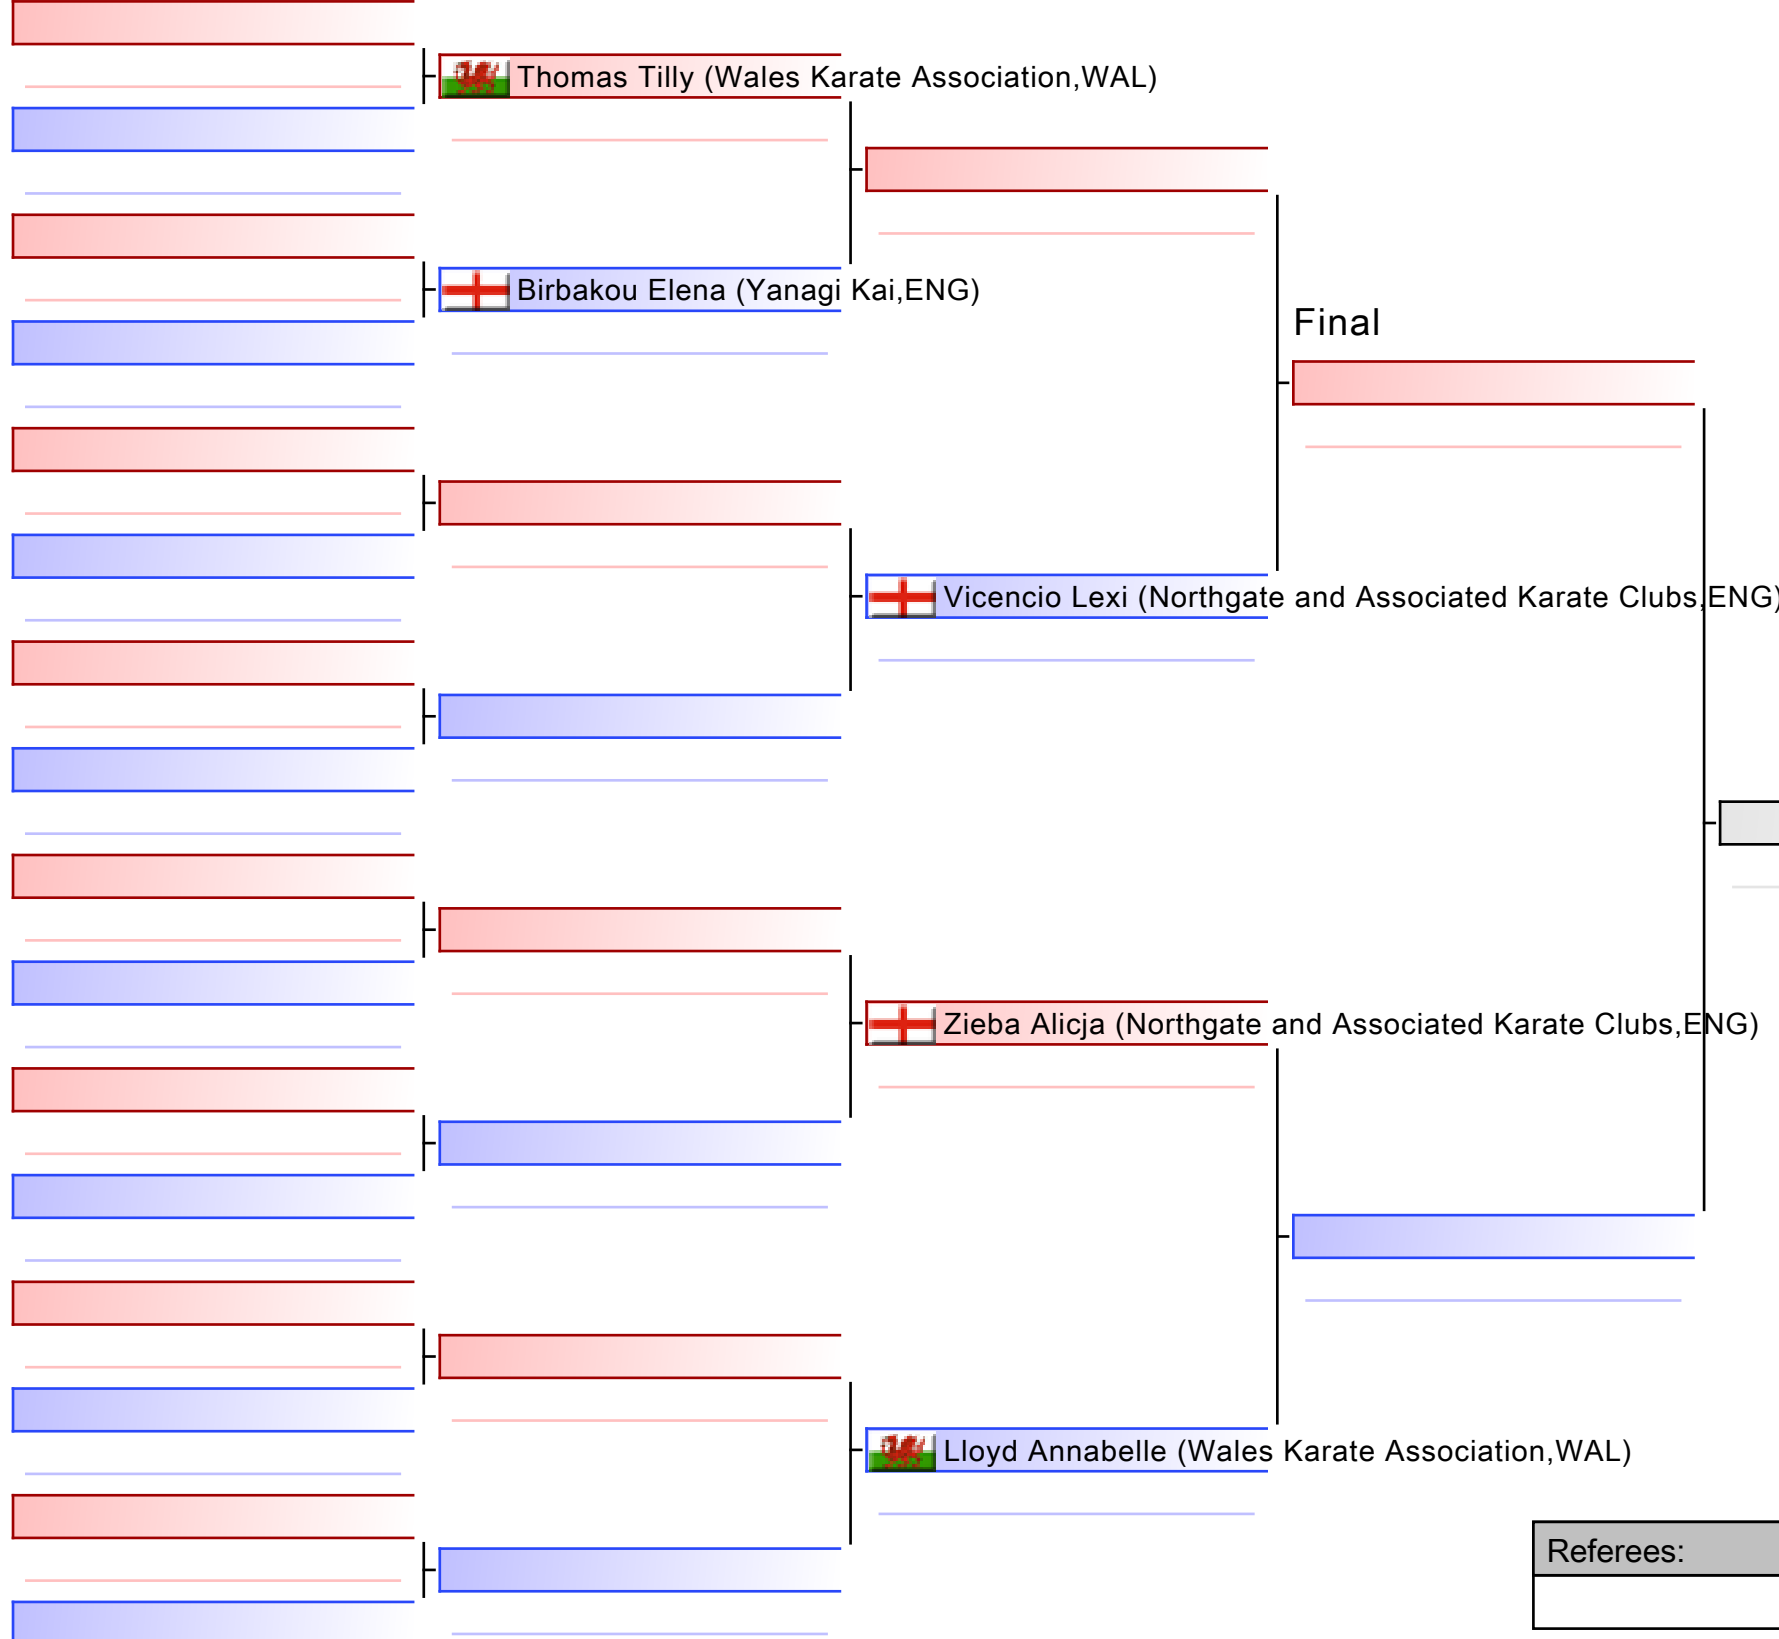 Thomas Tilly (Wales Karate Association,WAL)
Birbakou Elena (Yanagi Kai,ENG)
Final
Vicencio Lexi (Northgate and Associated Karate Clubs,ENG)
Zieba Alicja (Northgate and Associated Karate Clubs,ENG)
Lloyd Annabelle (Wales Karate Association,WAL)
Referees: